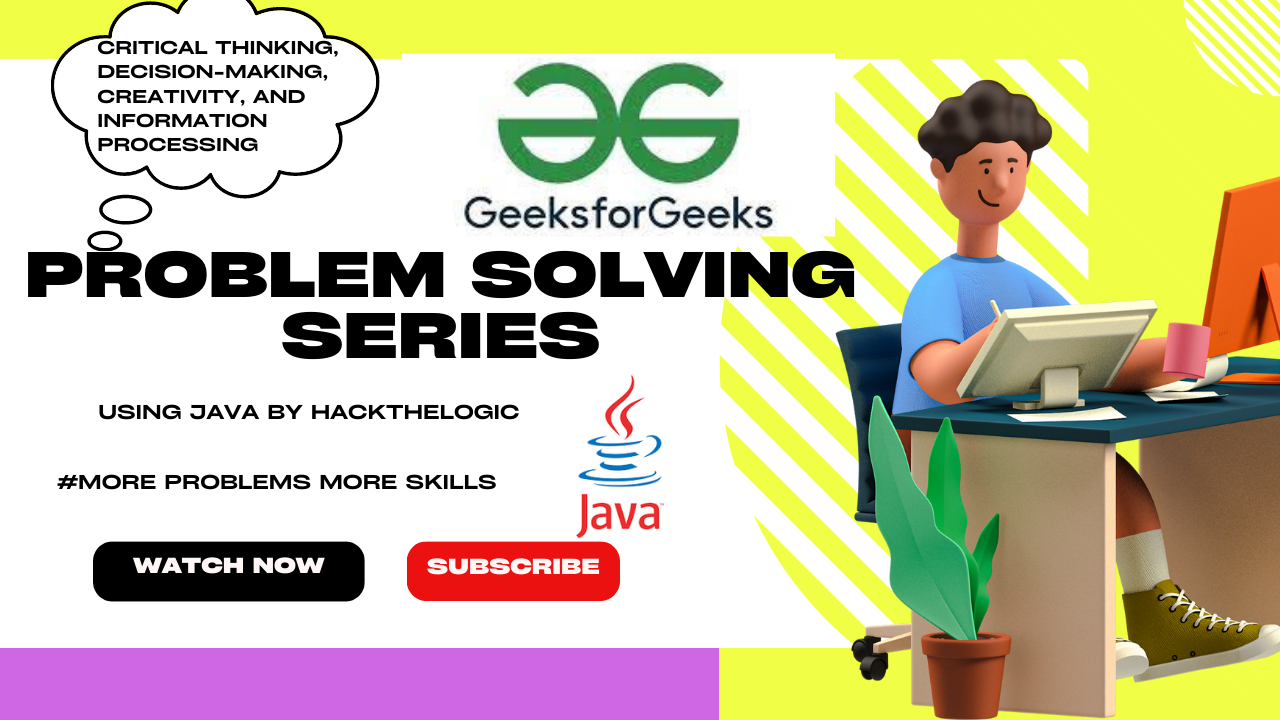 CRITICAL THINKING,
DECISION-MAKING,
CREATIVITY, AND
INFORMATION
PROCESSING
GeeksforGeeks
PROBLEM SOLVING
SERIES
USING JAVA BY HACKTHELOGIC
#MORE PROBLEMS MORE SKILLS
Java
WATCH NOW
SUBSCRIBE